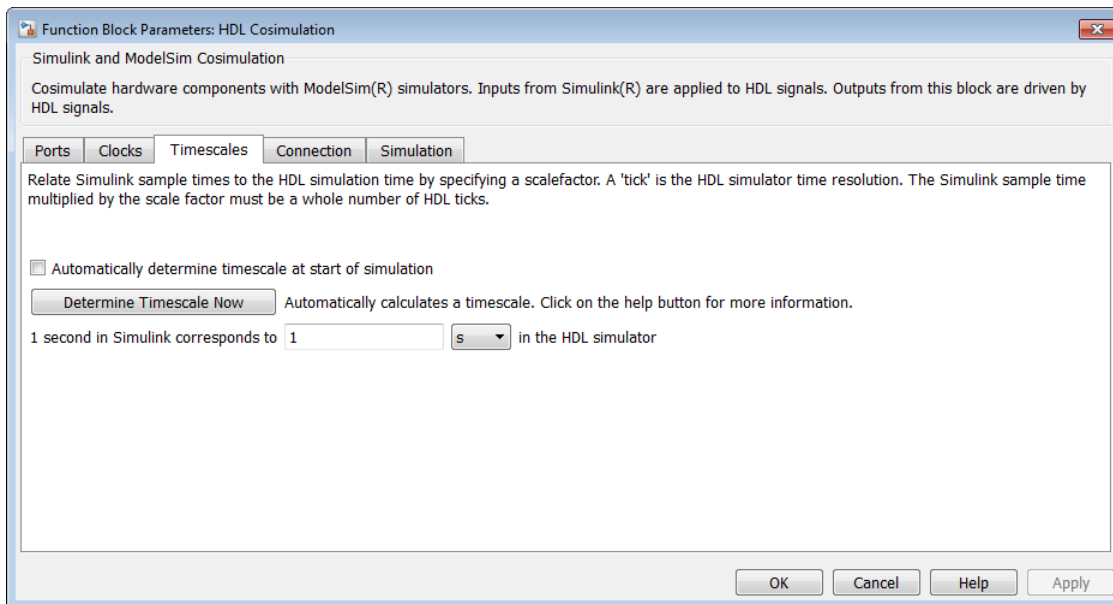 Function Block Parameters: HDL Cosimulation
Simulink and ModelSim Cosimulation
Cosimulate hardware components with ModelSim(R) simulators. Inputs from Simulink(R) are applied to HDL signals. Outputs from this block are driven by
HDL signals.
Ports Clocks Timescales Connection Simulation
Relate Simulink sample times to the HDL simulation time by specifying a scalefactor. A 'tick' is the HDL simulator time resolution. The Simulink sample time
multiplied by the scale factor must be a whole number of HDL ticks.
Automatically determine timescale at start of simulation
Determine Timescale Now Automatically calculates a timescale. Click on the help button for more information.
1 second in Simulink corresponds to 1 s in the HDL simulator
OK Cancel Help Apply